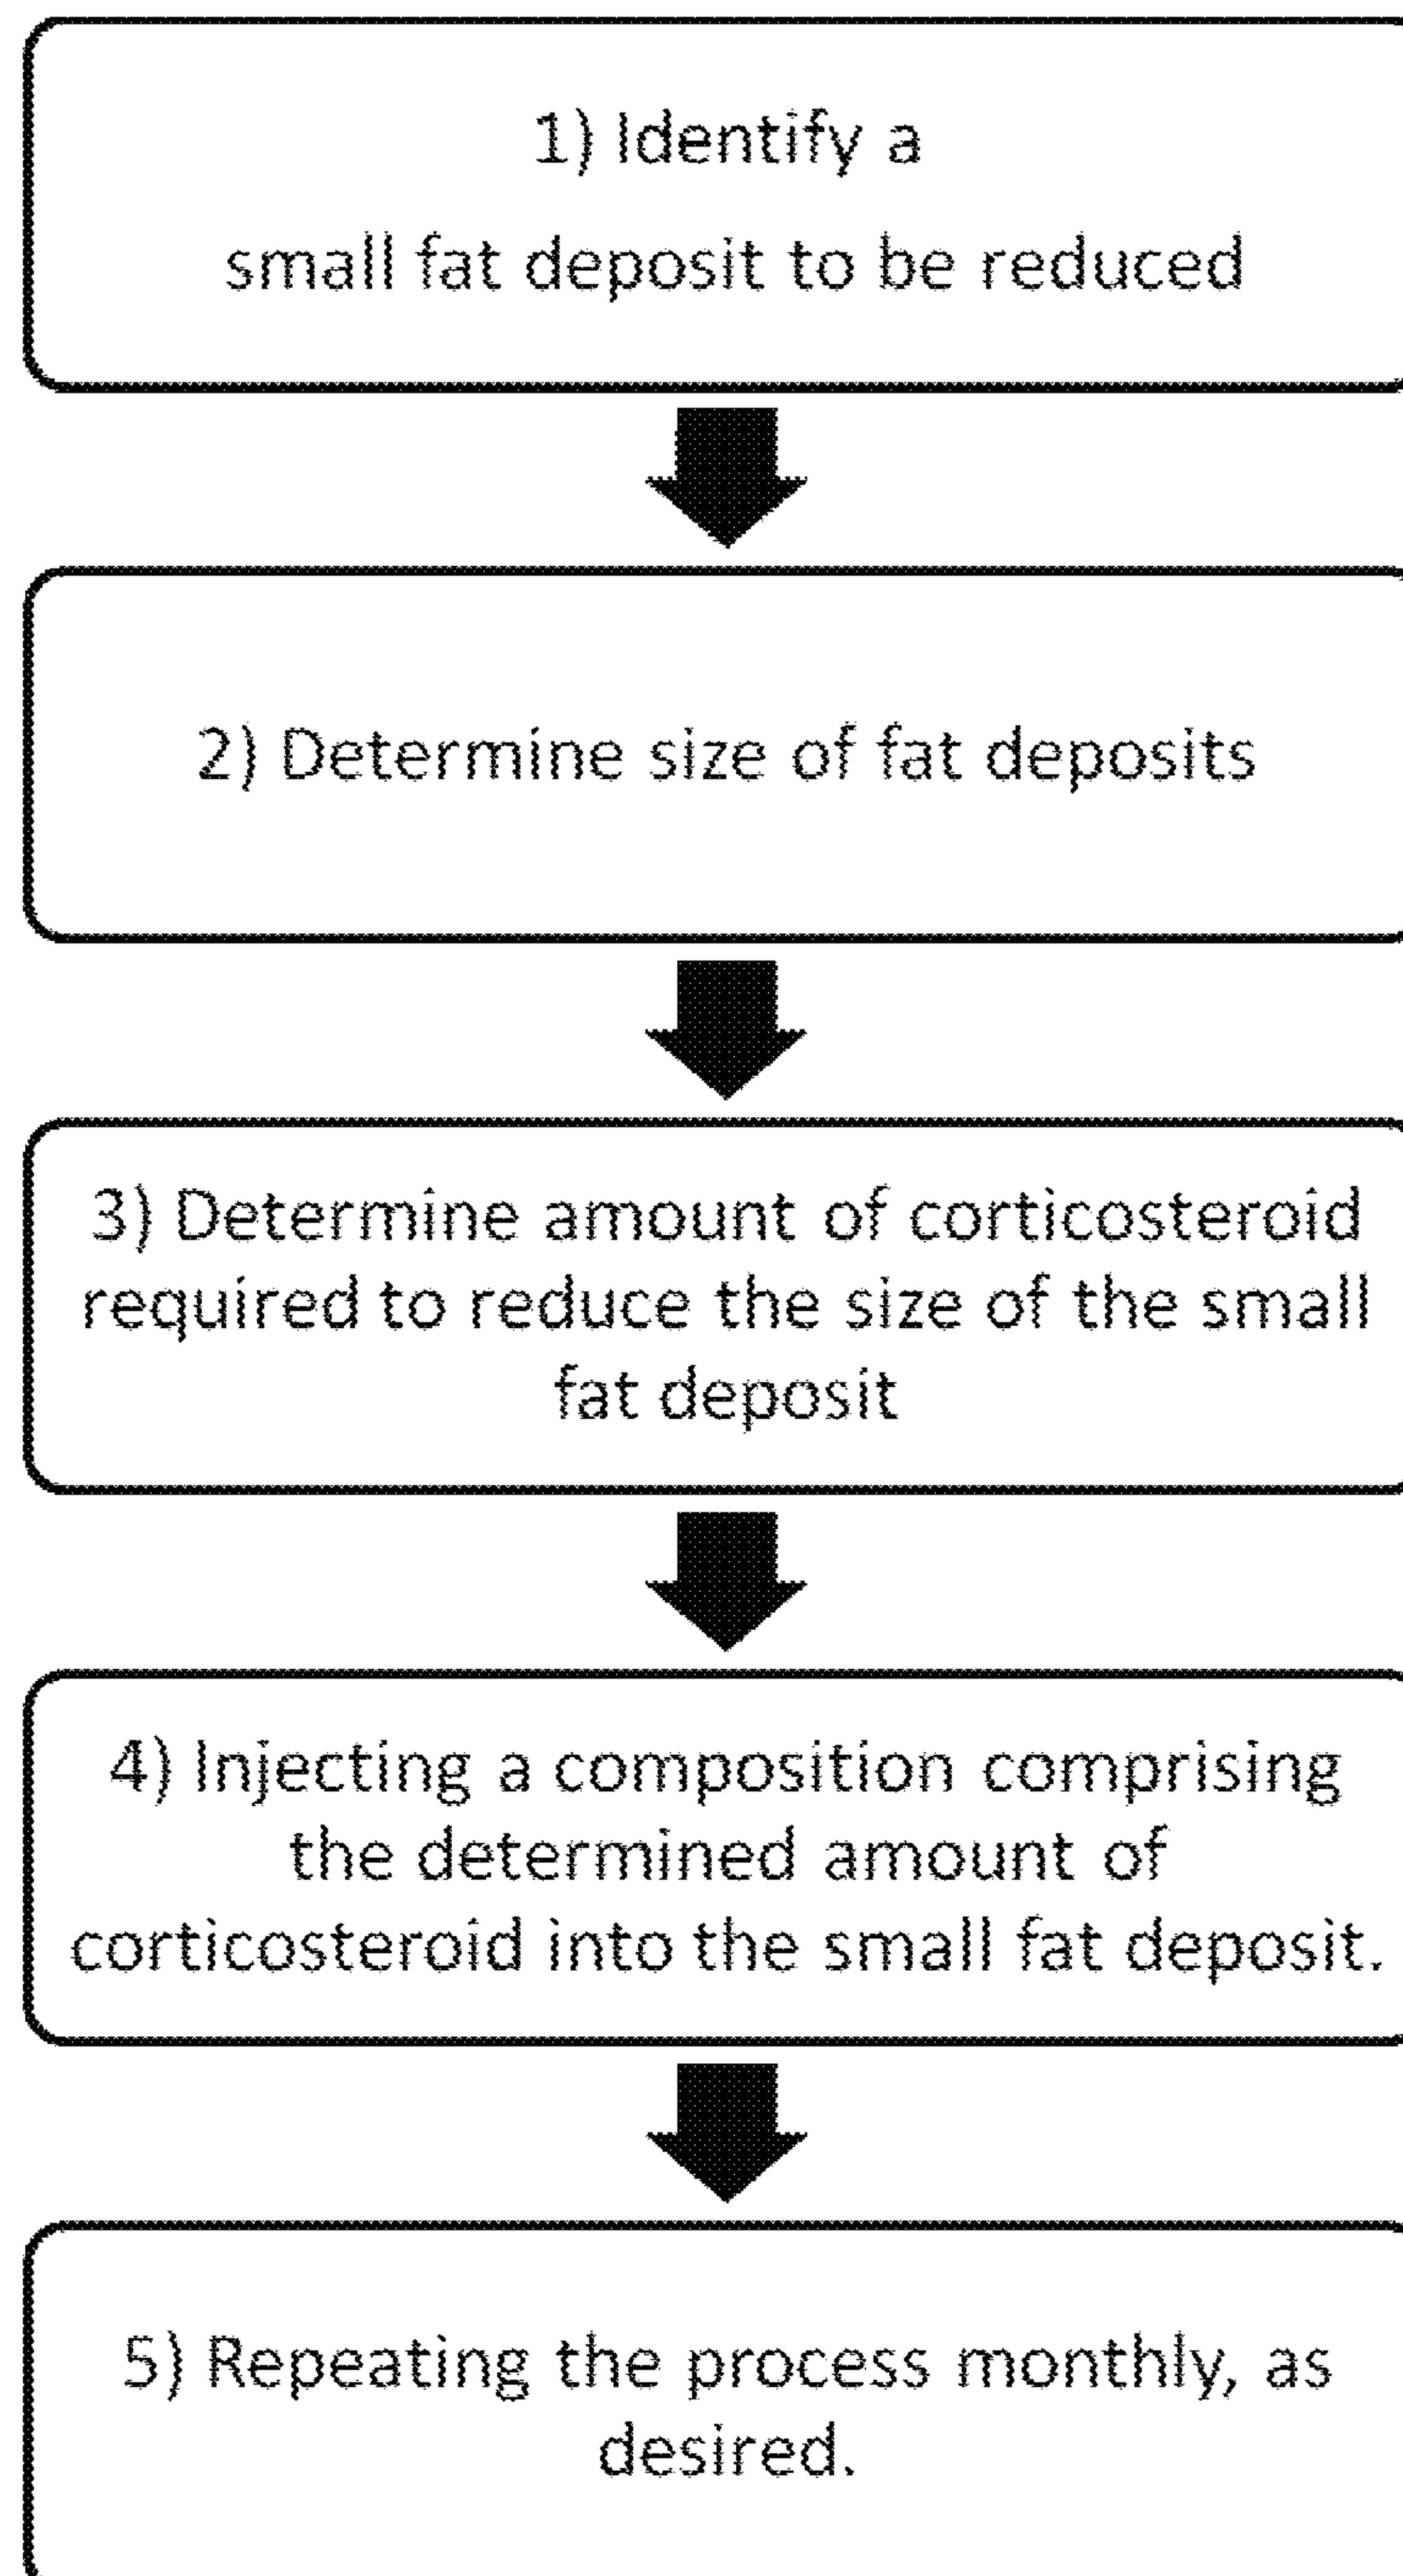 1) Identify a
small fat deposit to be reduced
2) Determine size of fat deposits
3) Determine amount of corticosteroid
required to reduce the size of the small
fat deposit
4) Injecting a composition comprising
the determined amount of
corticosteroid into the small fat deposit.
5) Repeating the process monthly, as
desired.